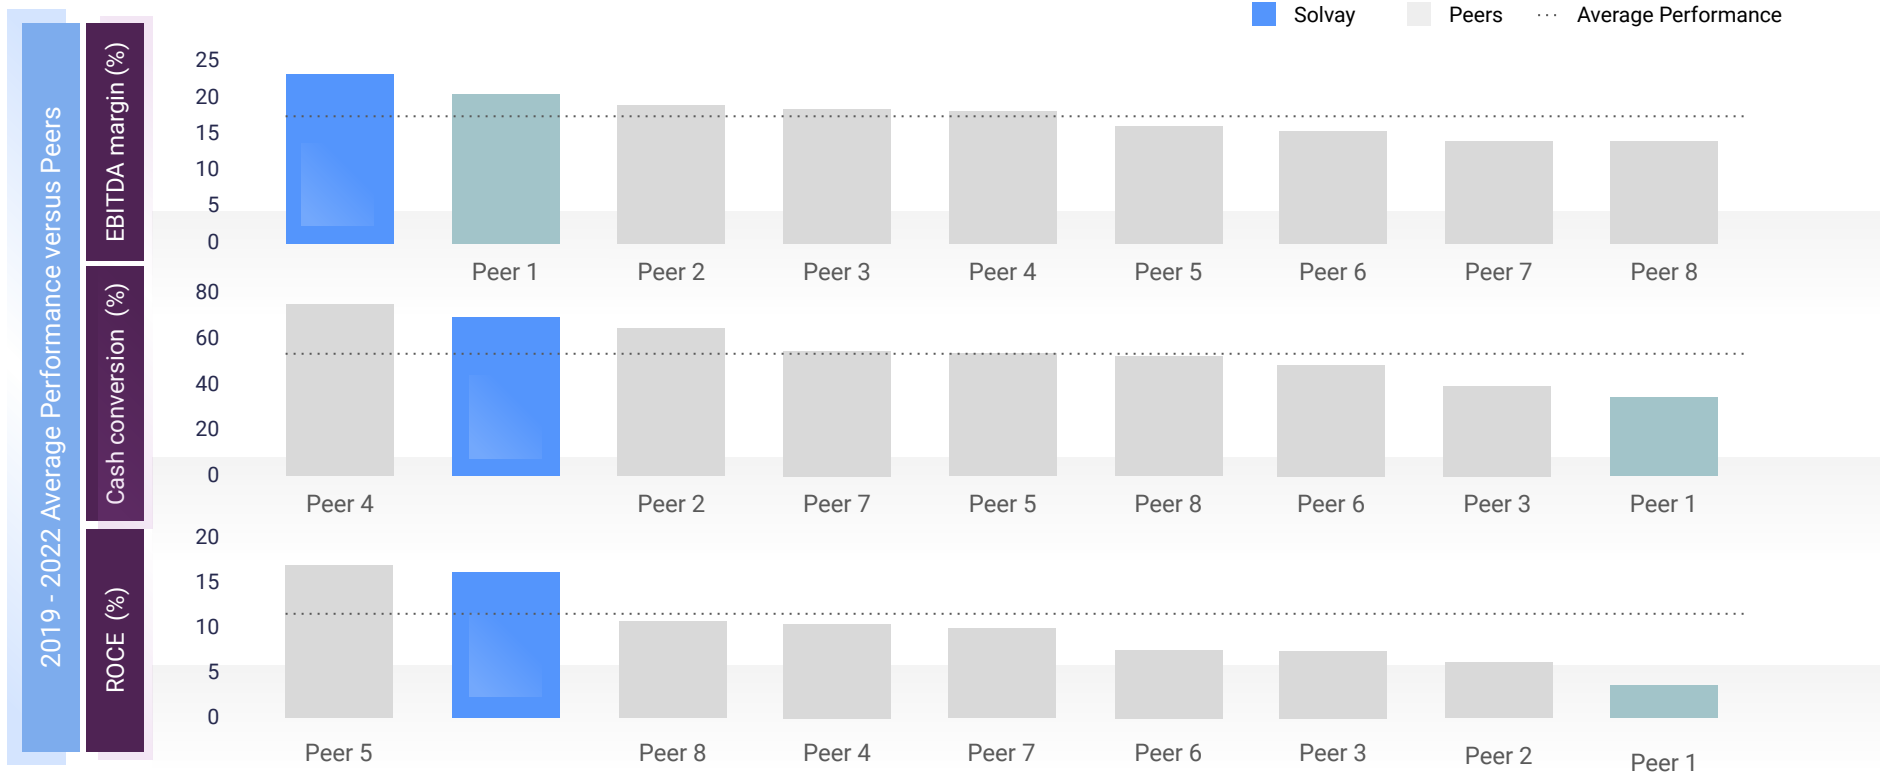 Solvay Peers ··· Average Performance
2019 - 2022 Average Performance versus Peers
EBITDA margin (%)
25
20
15
10
5
0
Peer 1 Peer 2 Peer 3 Peer 4 Peer 5 Peer 6 Peer 7 Peer 8
Cash conversion (%)
80
60
40
20
0
Peer 4 Peer 2 Peer 7 Peer 5 Peer 8 Peer 6 Peer 3 Peer 1
ROCE (%)
20
15
10
5
0
Peer 5 Peer 8 Peer 4 Peer 7 Peer 6 Peer 3 Peer 2 Peer 1